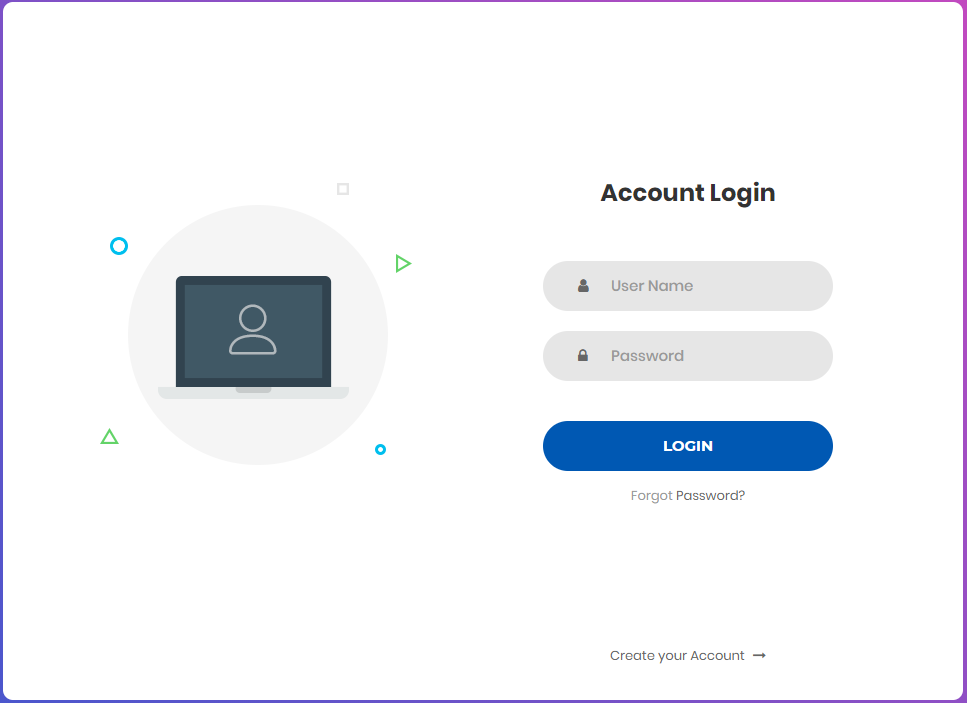 Account Login
User Name
Password
LOGIN
Forgot Password?
Create your Account